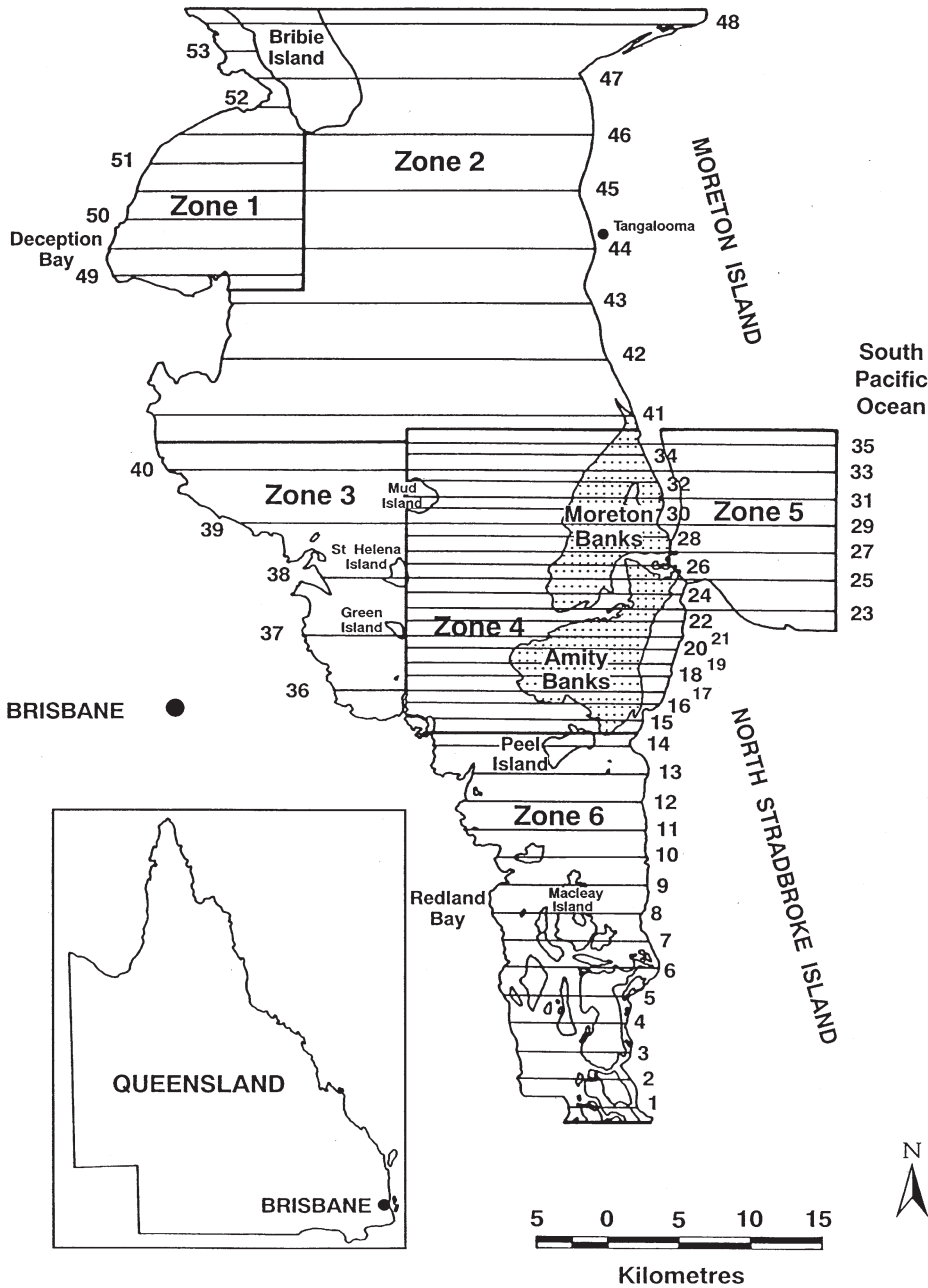 48
Bribie
Island
53
47
52
46
51
Zone 2
45
Zone 1
50
Tangalooma
Deception
Bay
44
49
43
MORETON ISLAND
42
South
Pacific
Ocean
41
35
34
40
33
Zone 3
Mud
Island
32
31
Moreton
Banks
30
Zone 5
39
29
28
St Helena
Island
27
38
26
25
24
Green
Island
23
37
Zone 4
22
21
20
Amity
Banks
19
18
36
17
16
BRISBANE
15
14
Peel
Island
13
NORTH STRADBROKE ISLAND
12
Zone 6
11
10
9
Redland
Bay
Macleay
Island
8
7
6
5
4
3
2
1
QUEENSLAND
BRISBANE
N
5 0 5 10 15
Kilometres